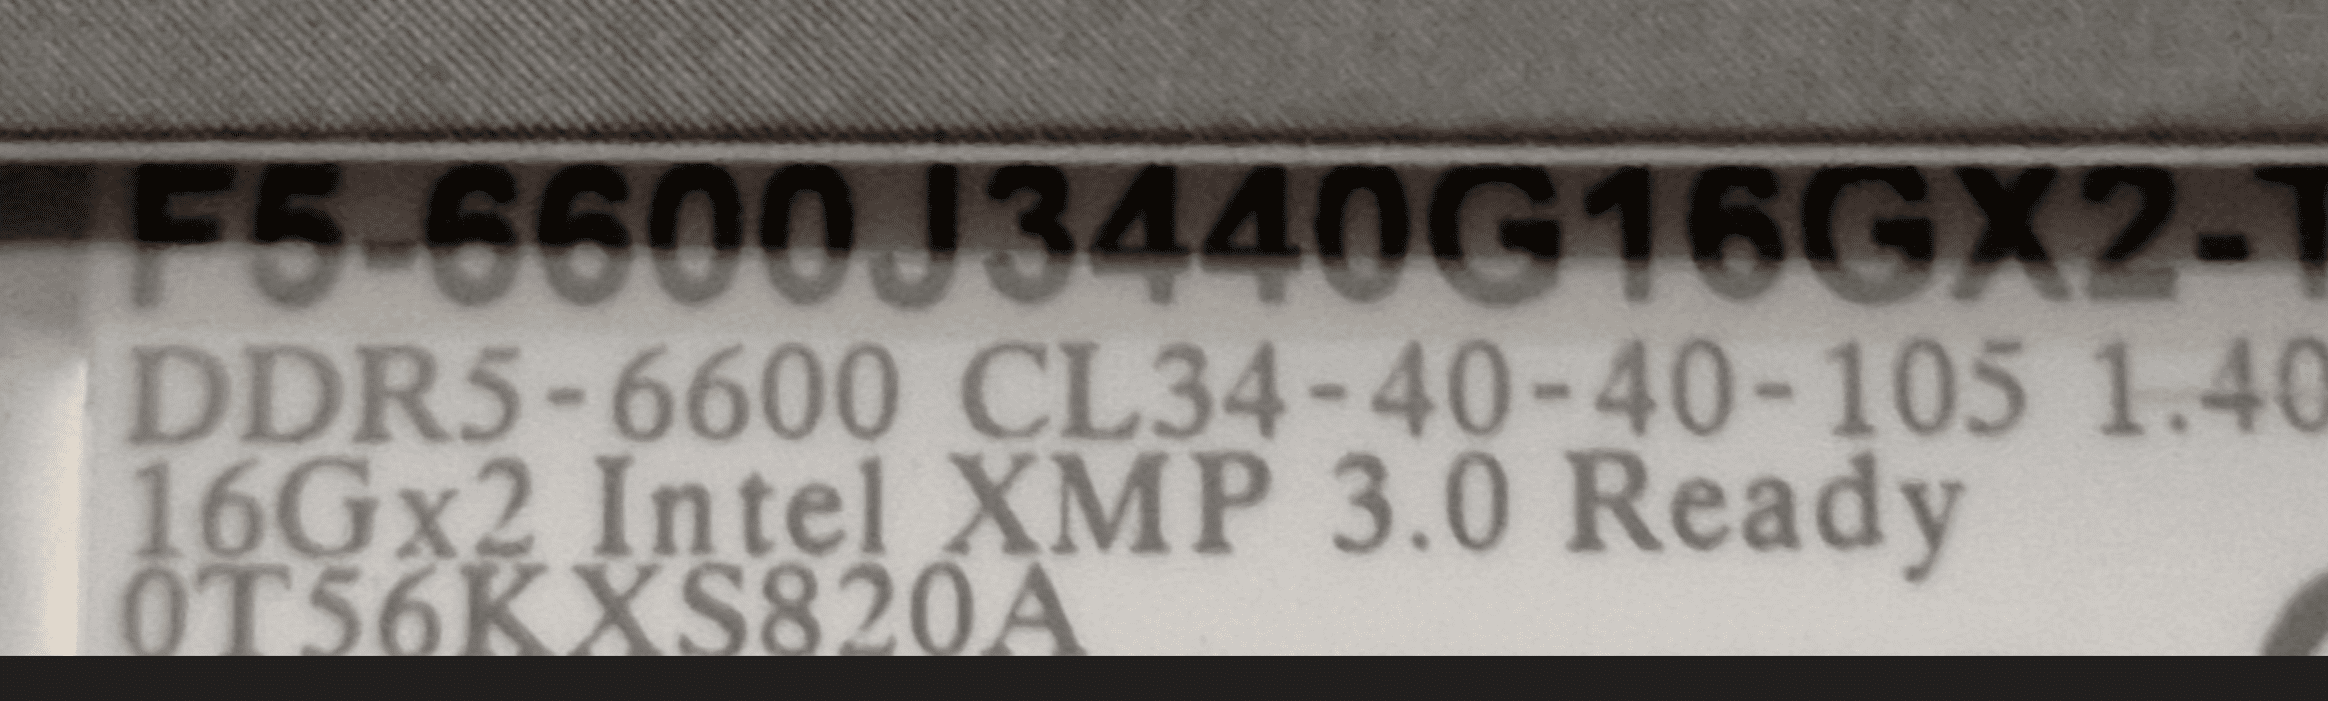 F5-6600J3440G16GX2-T
DDR5-6600 CL34-40-40-105 1.40
16Gx2 Intel XMP 3.0 Ready
0T56KXS820A